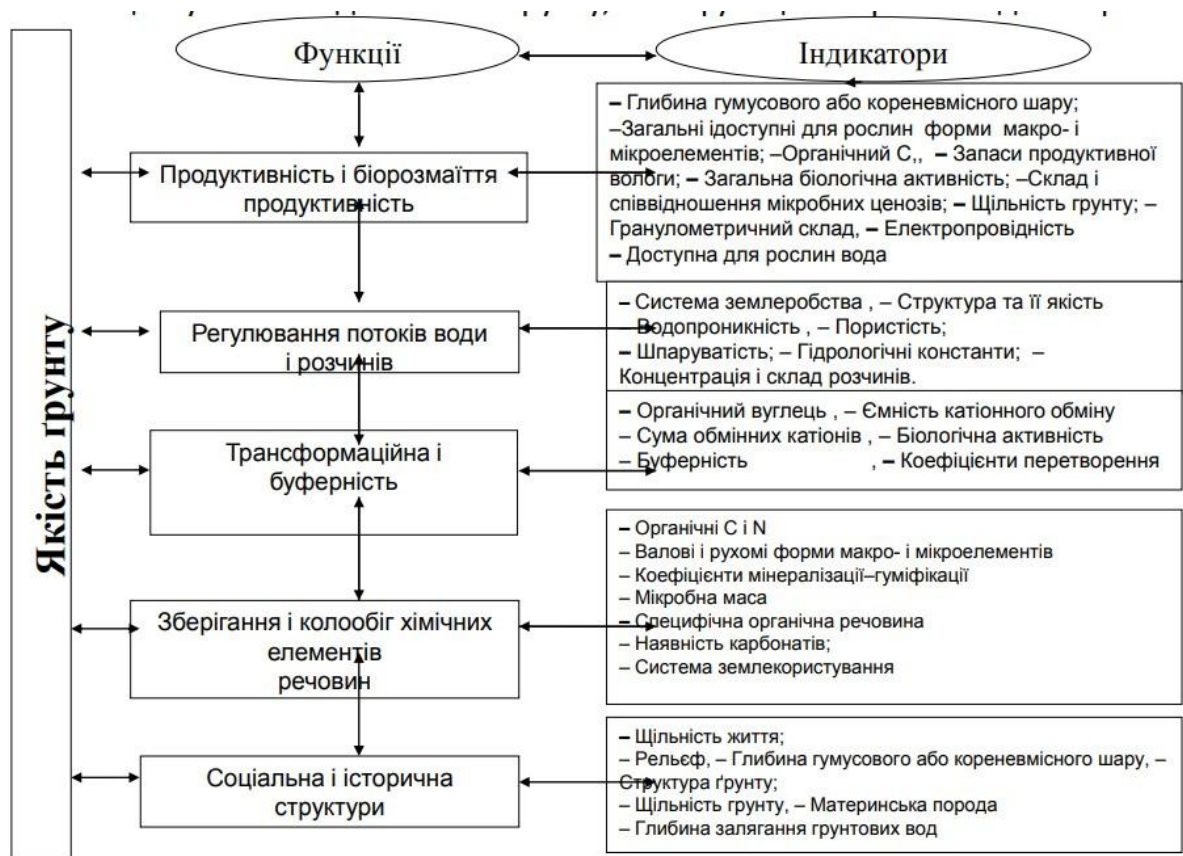 Функції
Індикатори
Якість ґрунту
Продуктивність і біорозмаїття
продуктивність
– Глибина гумусового або кореневмісного шару;
–Загальні ідоступні для рослин форми макро- і
мікроелементів; –Органічний С,, – Запаси продуктивної
вологи; – Загальна біологічна активність; –Склад і
співвідношення мікробних ценозів; – Щільність грунту; –
Гранулометричний склад, – Електропровідність
– Доступна для рослин вода
Регулювання потоків води
і розчинів
– Система землеробства , – Структура та її якість
– Водопроникність , – Пористість;
– Шпаруватість; – Гідрологічні константи; –
Концентрація і склад розчинів.
Трансформаційна і
буферність
– Органічний вуглець , – Ємність катіонного обміну
– Сума обмінних катіонів , – Біологічна активність
– Буферність , – Коефіцієнти перетворення
Зберігання і колообіг хімічних
елементів
речовин
– Органічні С і N
– Валові і рухомі форми макро- і мікроелементів
– Коефіцієнти мінералізації–гуміфікації
– Мікробна маса
– Специфічна органічна речовина
– Наявність карбонатів;
– Система землекористування
Соціальна і історична
структури
– Щільність життя;
– Рельєф, – Глибина гумусового або кореневмісного шару, –
Структура ґрунту;
– Щільність грунту, – Материнська порода
– Глибина залягання грунтових вод